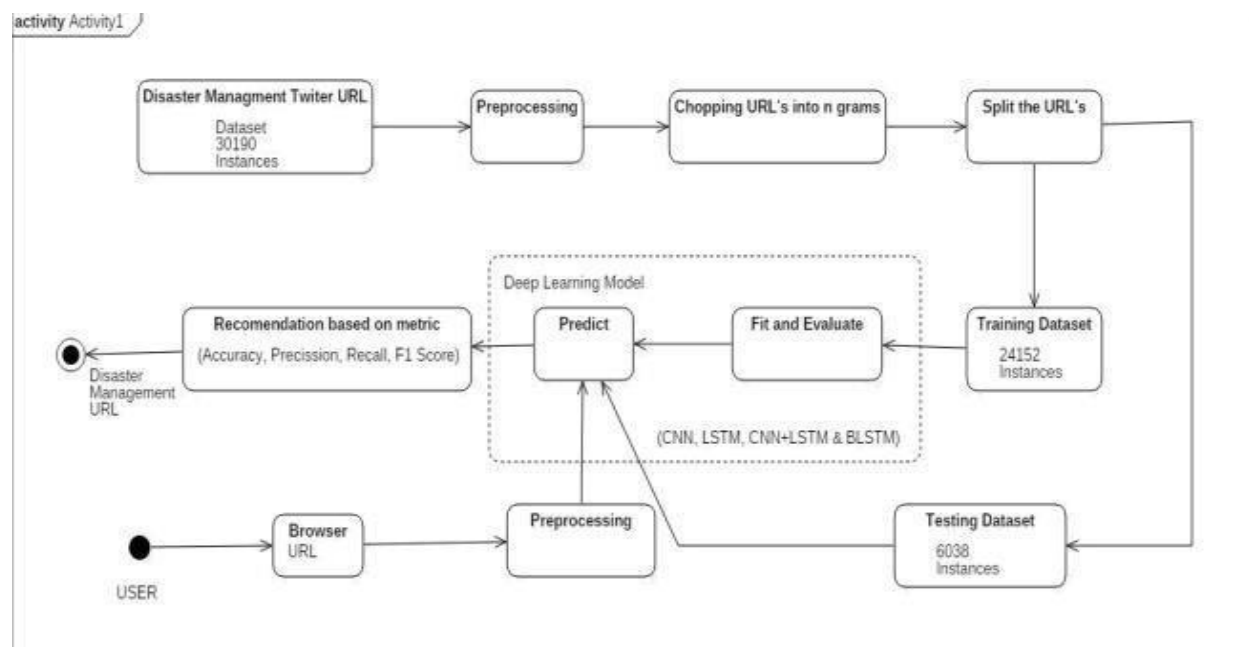 activity Activity1
Disaster Managment Twiter URL
Dataset
30190
Instances
Preprocessing
Chopping URL's into n grams
Split the URL's
Deep Learning Model
Recomendation based on metric
(Accuracy, Precission, Recall, F1 Score)
Predict
Fit and Evaluate
Training Dataset
24152
Instances
Disaster
Management
URL
(CNN, LSTM, CNN+LSTM & BLSTM)
USER
Browser
URL
Preprocessing
Testing Dataset
6038
Instances